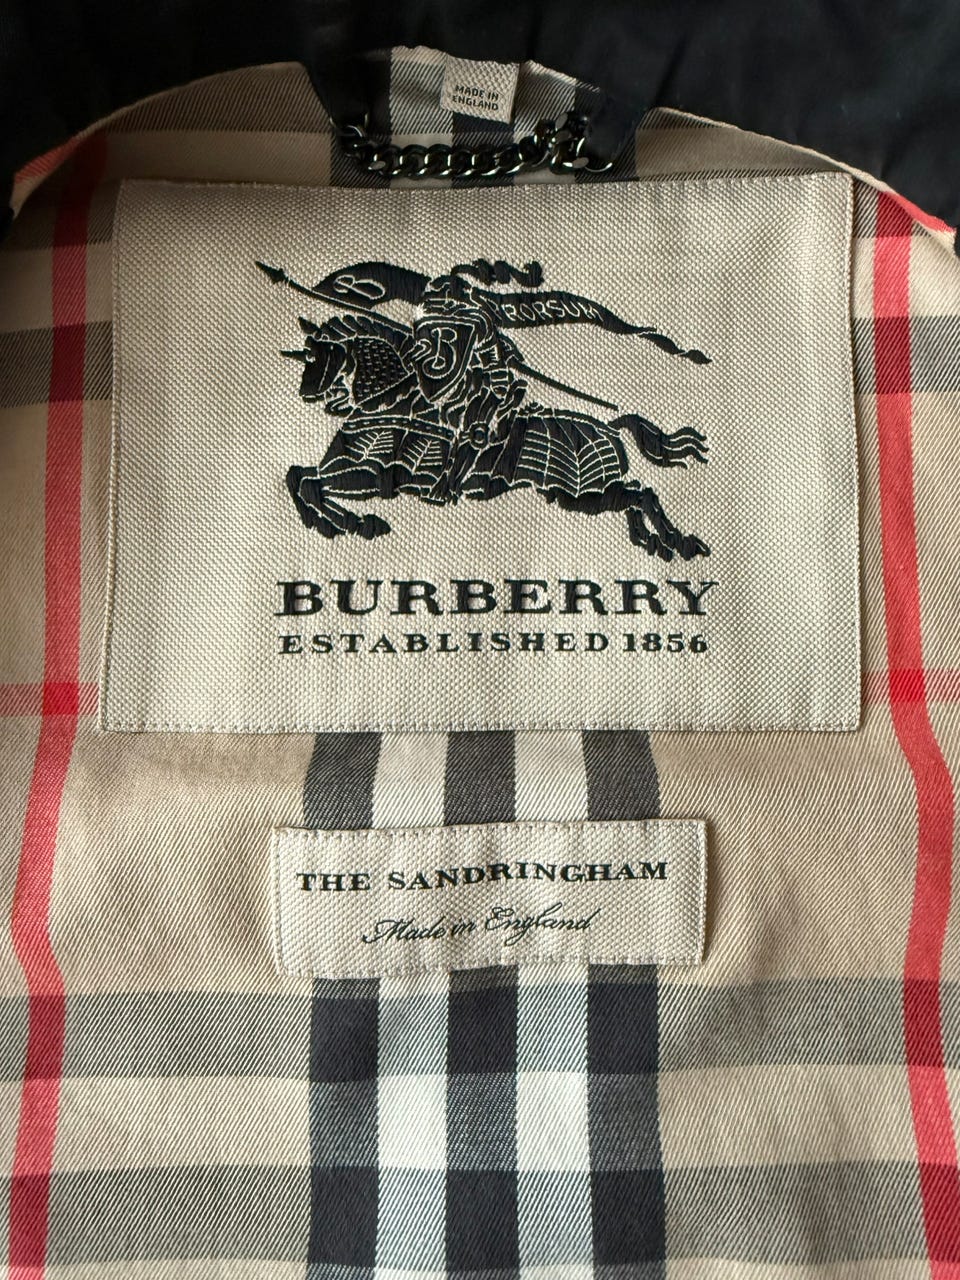 MADE IN
ENGLAND
B
PRORSUM
B
BURBERRY
ESTABLISHED 1856
THE SANDRINGHAM
Made in England